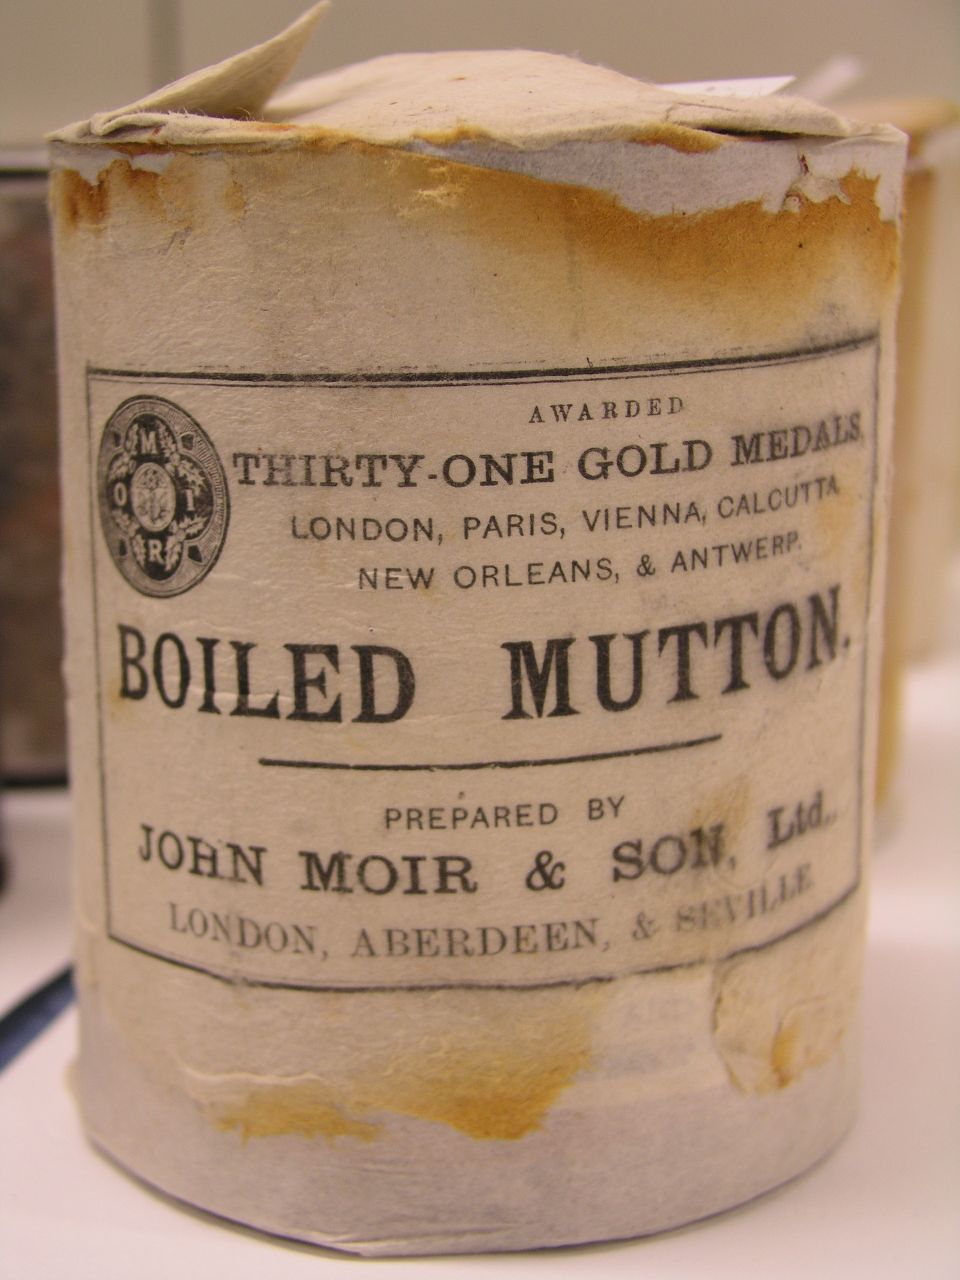 AWARDED
THIRTY-ONE GOLD MEDALS,
LONDON, PARIS, VIENNA, CALCUTTA
NEW ORLEANS, & ANTWERP.
MOIR
BOILED MUTTON.
PREPARED BY
JOHN MOIR & SON, Ltd.,
LONDON, ABERDEEN, & SEVILLE